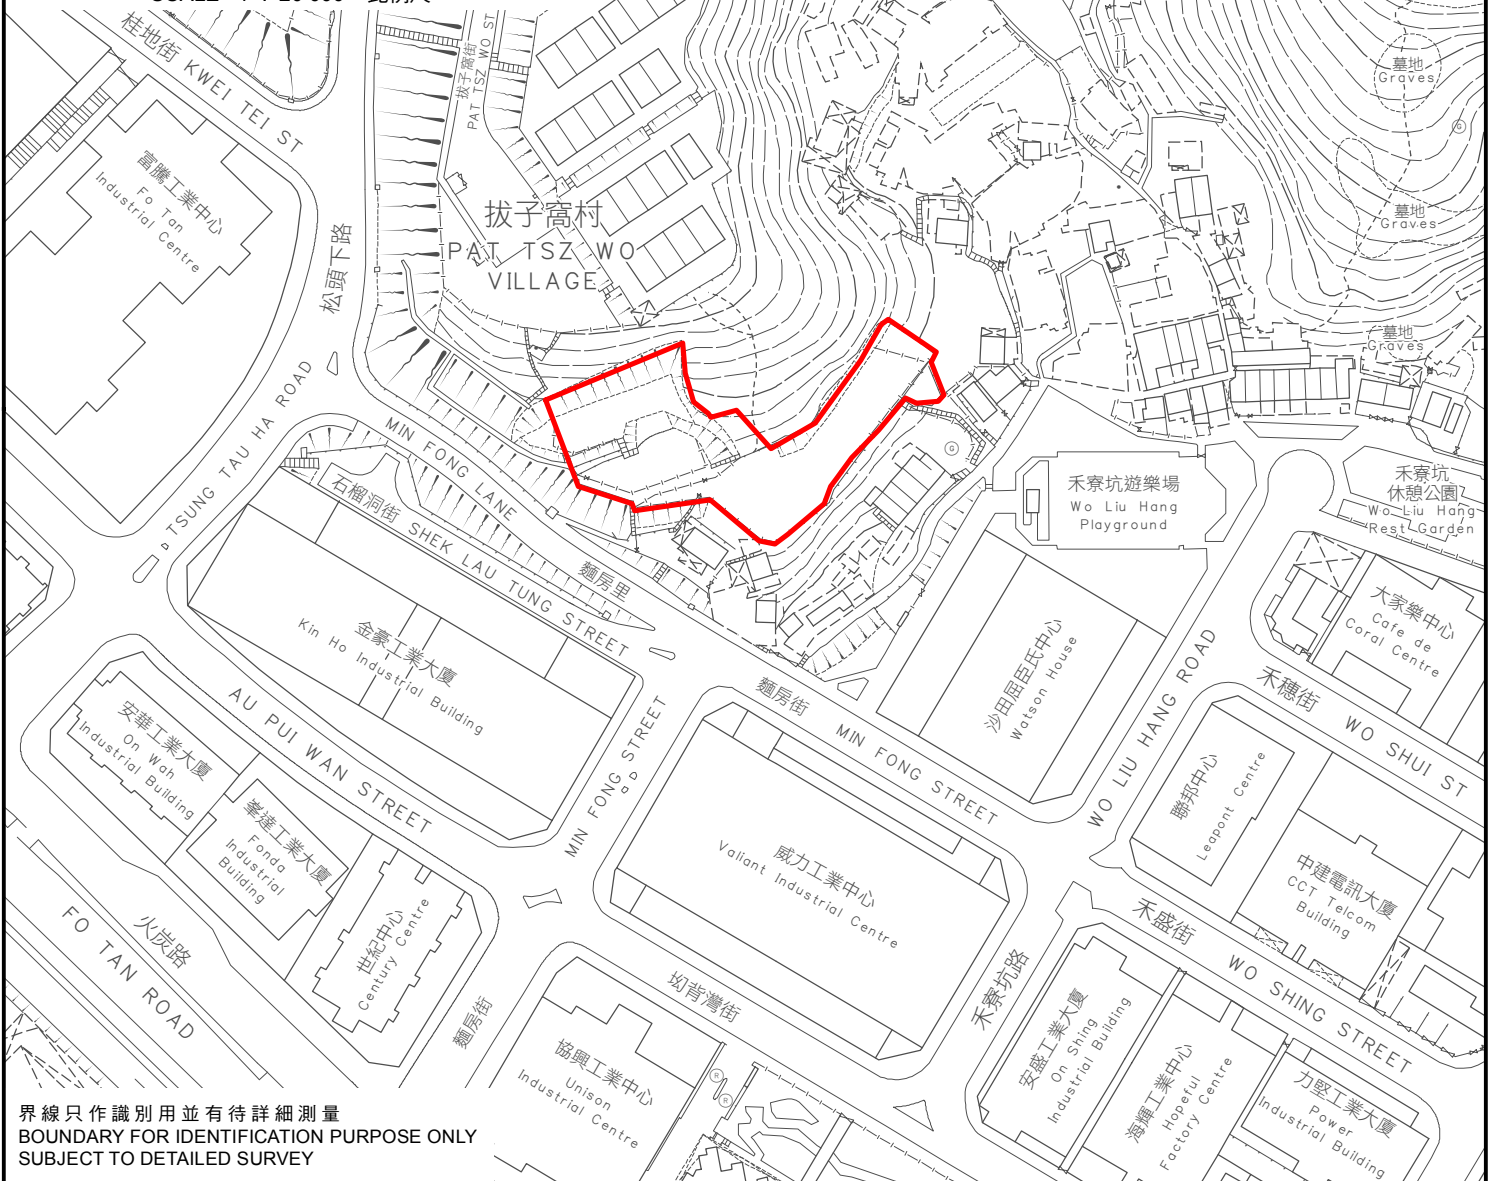 桂地街 KWEI TEI ST
拔子窩街
PAT TSZ WO ST
墓地
Graves
富騰工業中心
Fo Tan
Industrial Centre
松頭下路
TSUNG TAU HA ROAD
拔子窩村
PAT TSZ WO
VILLAGE
墓地
Graves
墓地
Graves
G
G
MIN FONG LANE
麵房里
石榴洞街 SHEK LAU TUNG STREET
禾寮坑遊樂場
Wo Liu Hang
Playground
禾寮坑
休憩公園
Wo Liu Hang
Rest Garden
金豪工業大廈
Kin Ho Industrial Building
大家樂中心
Cafe de
Coral Centre
沙田屈臣氏中心
Watson House
WO LIU HANG ROAD
禾穗街 WO SHUI ST
安華工業大廈
On Wah
Industrial Building
AU PUI WAN STREET
麵房街 MIN FONG STREET
MIN FONG STREET
聯邦中心
Leapont Centre
峯達工業大廈
Fonda
Industrial
Building
威力工業中心
Valiant Industrial Centre
中建電訊大廈
CCT Telcom
Building
世紀中心
Century Centre
火炭路
FO TAN ROAD
禾盛街 WO SHING STREET
坳背灣街
禾寮坑路
麵房街
安盛工業大廈
On Shing
Industrial Building
協興工業中心
Unison
Industrial Centre
R
R
海輝工業中心
Hopeful
Factory Centre
力堅工業大廈
Power
Industrial Building
界線只作識別用並有待詳細測量
BOUNDARY FOR IDENTIFICATION PURPOSE ONLY
SUBJECT TO DETAILED SURVEY